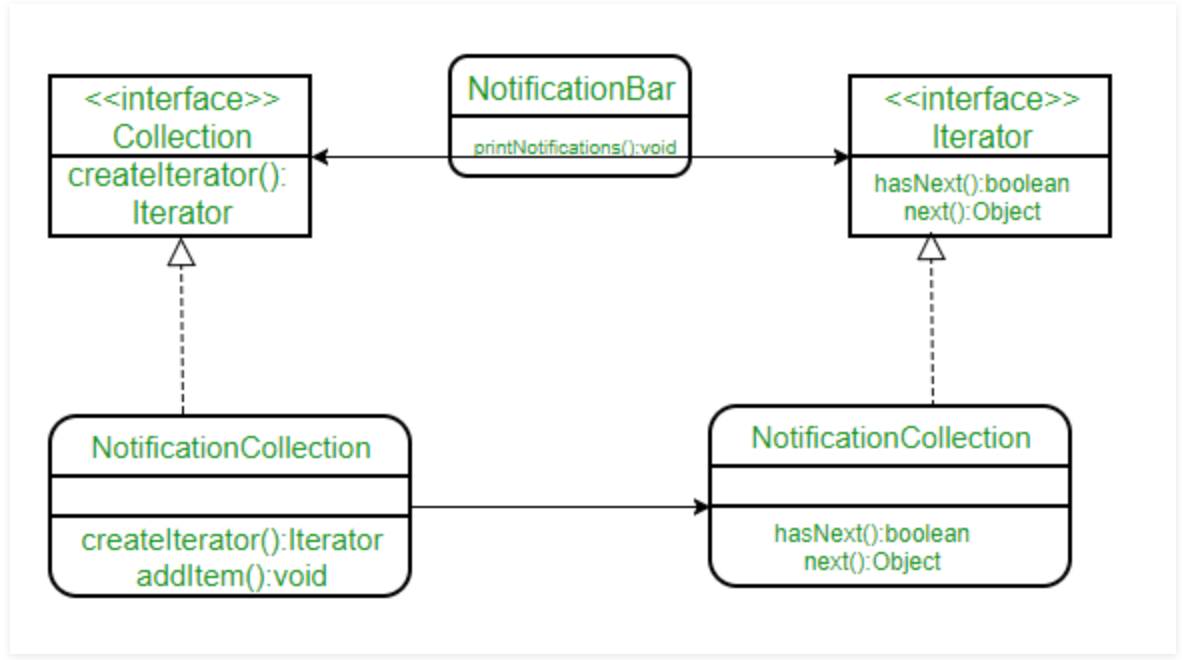 <<interface>>
Collection
createIterator():
Iterator
NotificationBar
printNotifications():void
<<interface>>
Iterator
hasNext():boolean
next():Object
NotificationCollection
createIterator():Iterator
addItem():void
NotificationCollection
hasNext():boolean
next():Object